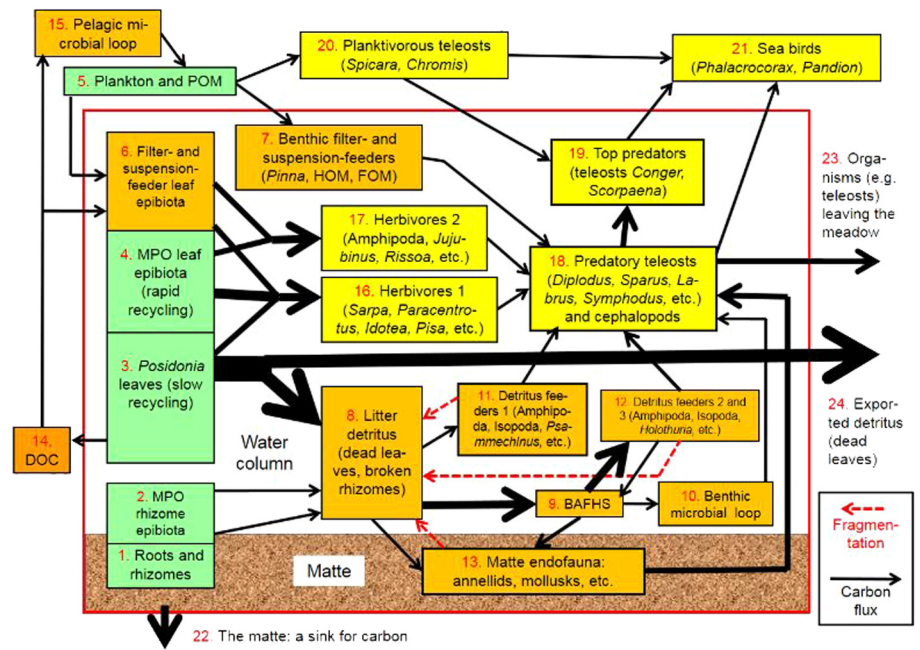 15. Pelagic mi-
crobial loop
20. Planktivorous teleosts
(Spicara, Chromis)
21. Sea birds
(Phalacrocorax, Pandion)
5. Plankton and POM
6. Filter- and
suspension-
feeder leaf
epibiota
7. Benthic filter- and
suspension-feeders
(Pinna, HOM, FOM)
19. Top predators
(teleosts Conger,
Scorpaena)
23. Orga-
nisms (e.g.
teleosts)
leaving the
meadow
17. Herbivores 2
(Amphipoda, Juju-
binus, Rissoa, etc.)
4. MPO leaf
epibiota
(rapid
recycling)
18. Predatory teleosts
(Diplodus, Sparus, La-
brus, Symphodus, etc.)
and cephalopods
16. Herbivores 1
(Sarpa, Paracentro-
tus, Idotea, Pisa, etc.)
3. Posidonia
leaves (slow
recycling)
8. Litter
detritus
(dead lea-
ves, broken
rhizomes)
11. Detritus fee-
ders 1 (Amphipo-
da, Isopoda, Psa-
mmechinus, etc.)
12. Detritus feeders 2 and
3 (Amphipoda, Isopoda,
Holothuria, etc.)
24. Expor-
ted detritus
(dead
leaves)
14.
DOC
Water
column
2. MPO
rhizome
epibiota
9. BAFHS
10. Benthic
microbial loop
Fragmen-
tation
1. Roots and
rhizomes
Matte
13. Matte endofauna:
annellids, mollusks, etc.
Carbon
flux
22. The matte: a sink for carbon